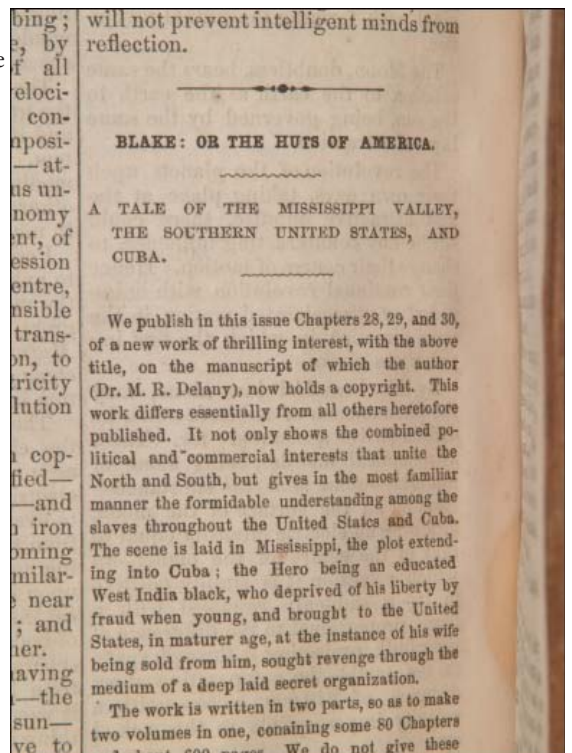 bing;
e, by
of all
veloci-
con-
nposi-
—at-
us un-
nomy
ent, of
ession
entre,
nsible
trans-
on, to
tricity
lution
cop-
fied—
—and
n iron
oming
milar-
e near
; and
her.
aving
—the
sun—
ve to
will not prevent intelligent minds from
reflection.
BLAKE: OR THE HUTS OF AMERICA.
A TALE OF THE MISSISSIPPI VALLEY,
THE SOUTHERN UNITED STATES, AND
CUBA.
We publish in this issue Chapters 28, 29, and 30,
of a new work of thrilling interest, with the above
title, on the manuscript of which the author
(Dr. M. R. Delany), now holds a copyright. This
work differs essentially from all others heretofore
published. It not only shows the combined po-
litical and commercial interests that unite the
North and South, but gives in the most familiar
manner the formidable understanding among the
slaves throughout the United States and Cuba.
The scene is laid in Mississippi, the plot extend-
ing into Cuba; the Hero being an educated
West India black, who deprived of his liberty by
fraud when young, and brought to the United
States, in maturer age, at the instance of his wife
being sold from him, sought revenge through the
medium of a deep laid secret organization.
The work is written in two parts, so as to make
two volumes in one, conaining some 80 Chapters
We do not give these